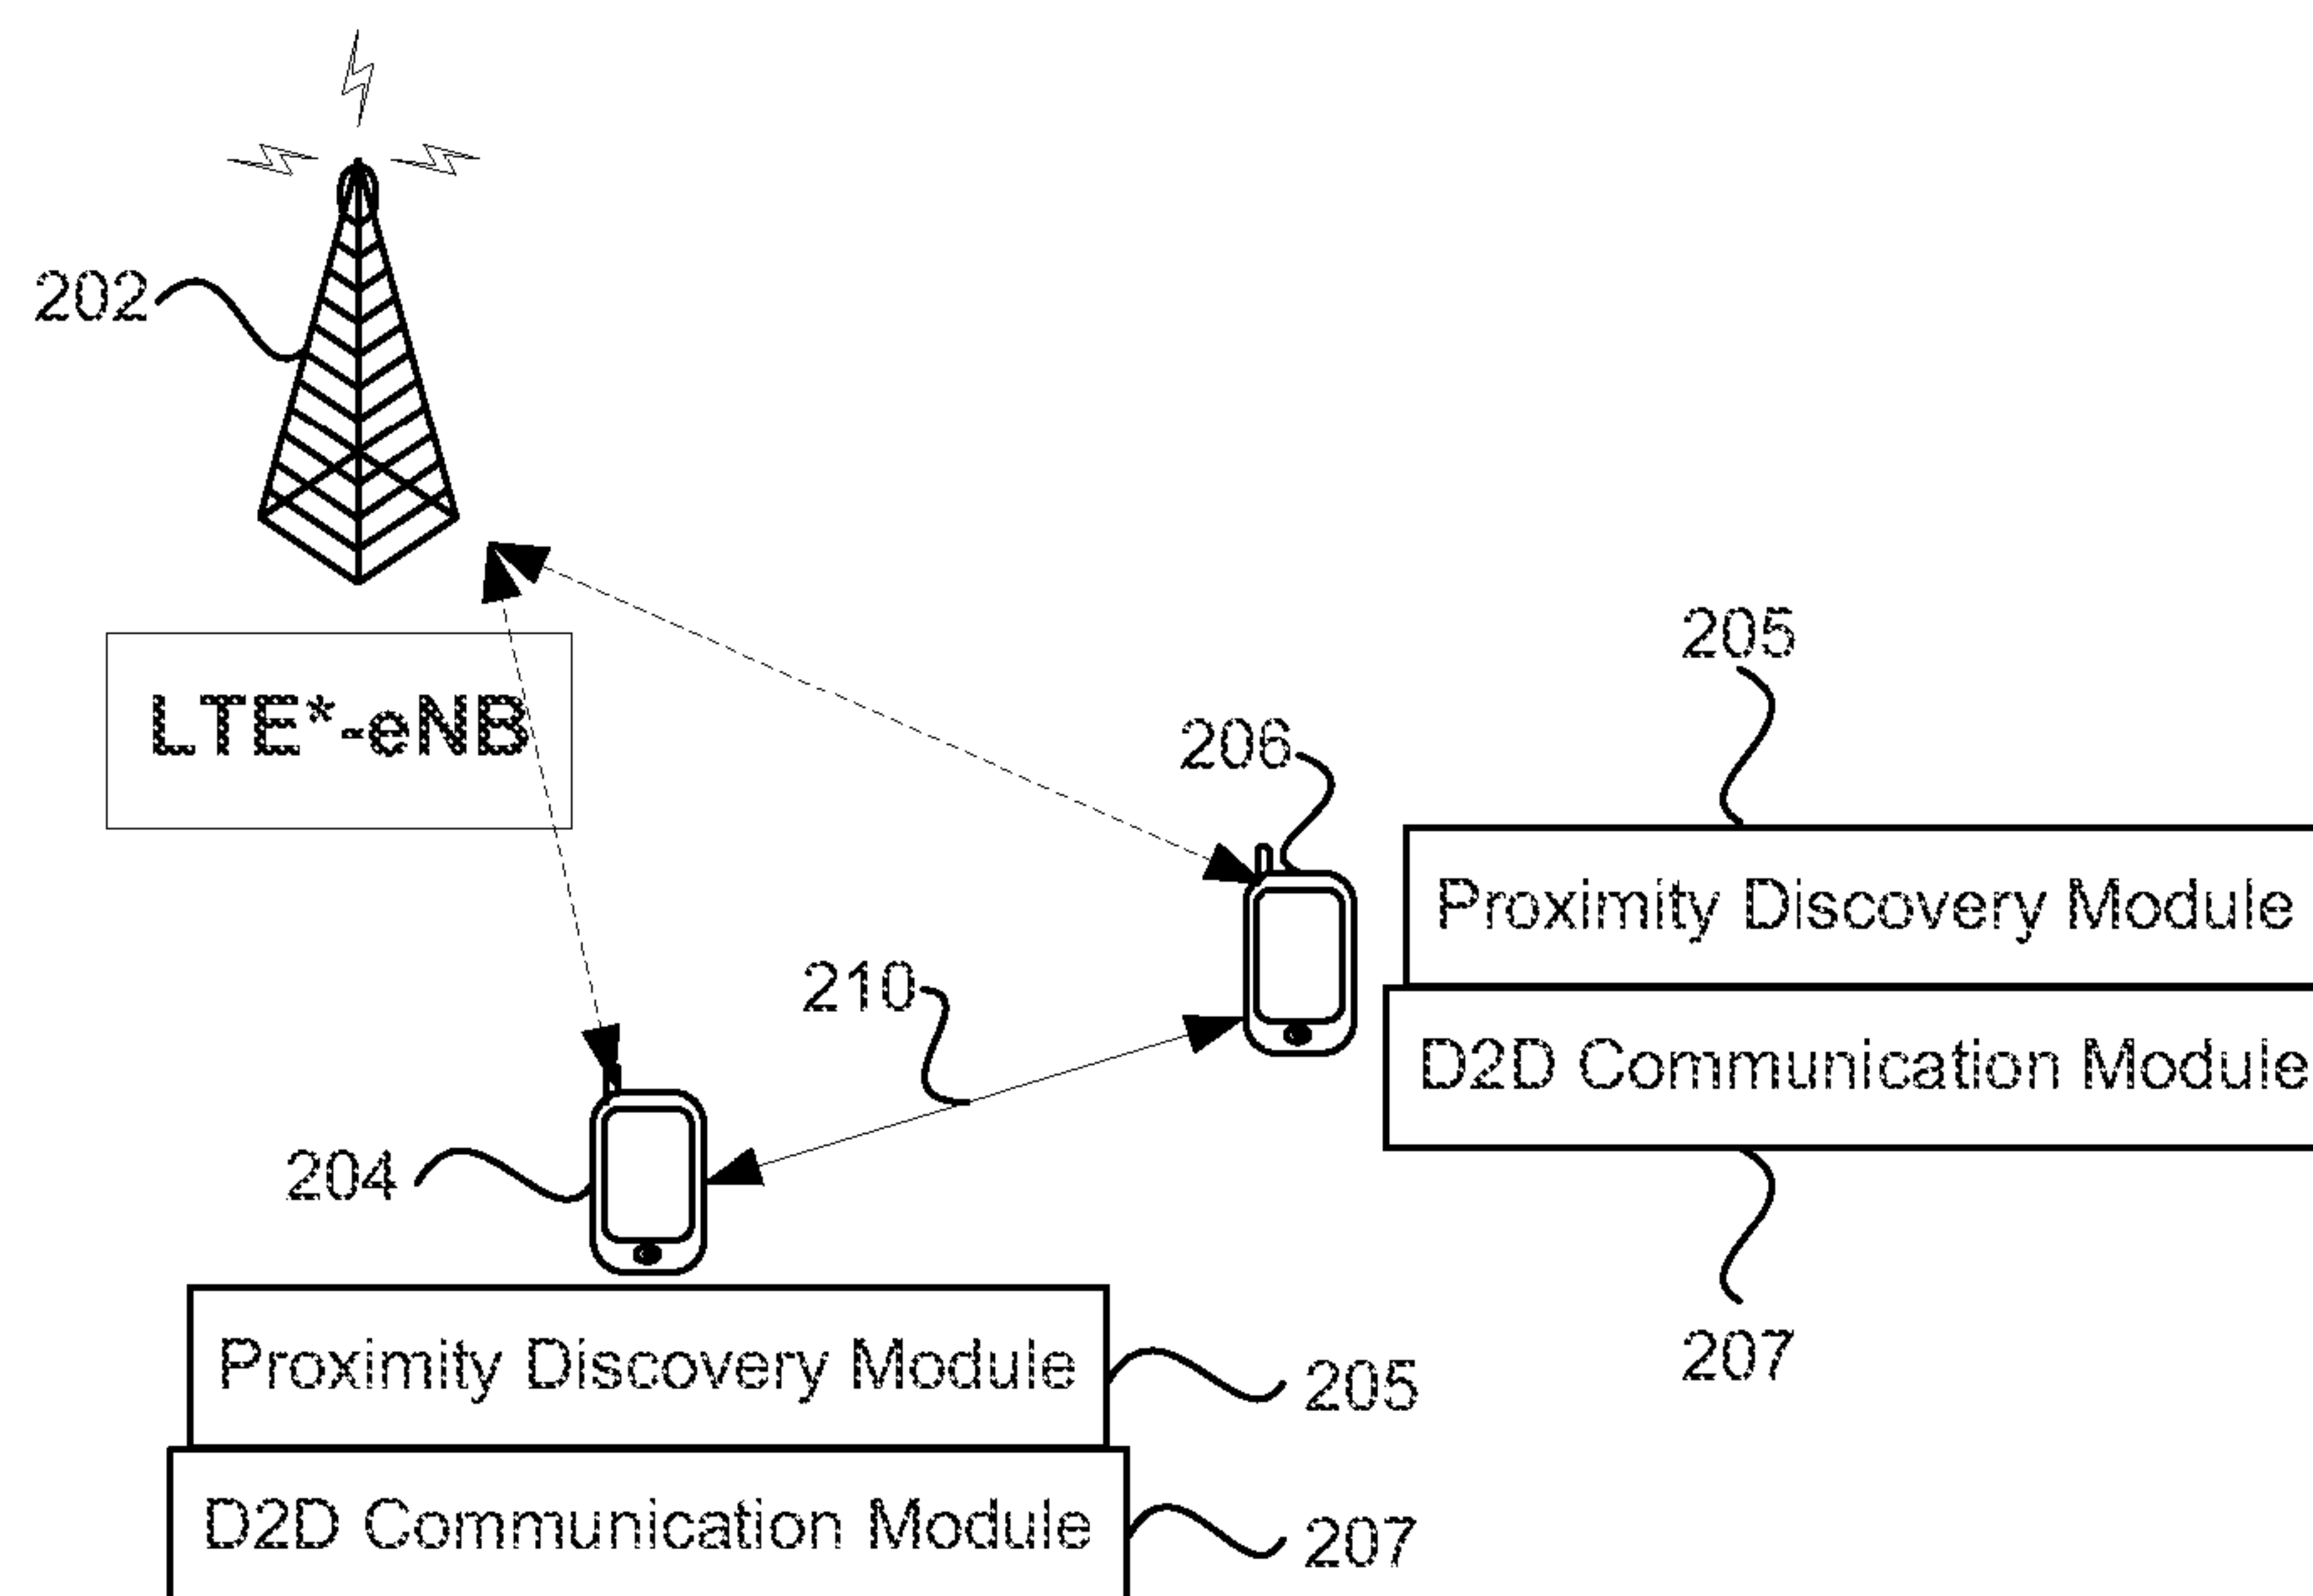 202
LTE*-eNB
205
206
Proximity Discovery Module
210
D2D Communication Module
204
207
Proximity Discovery Module
205
D2D Communication Module
207